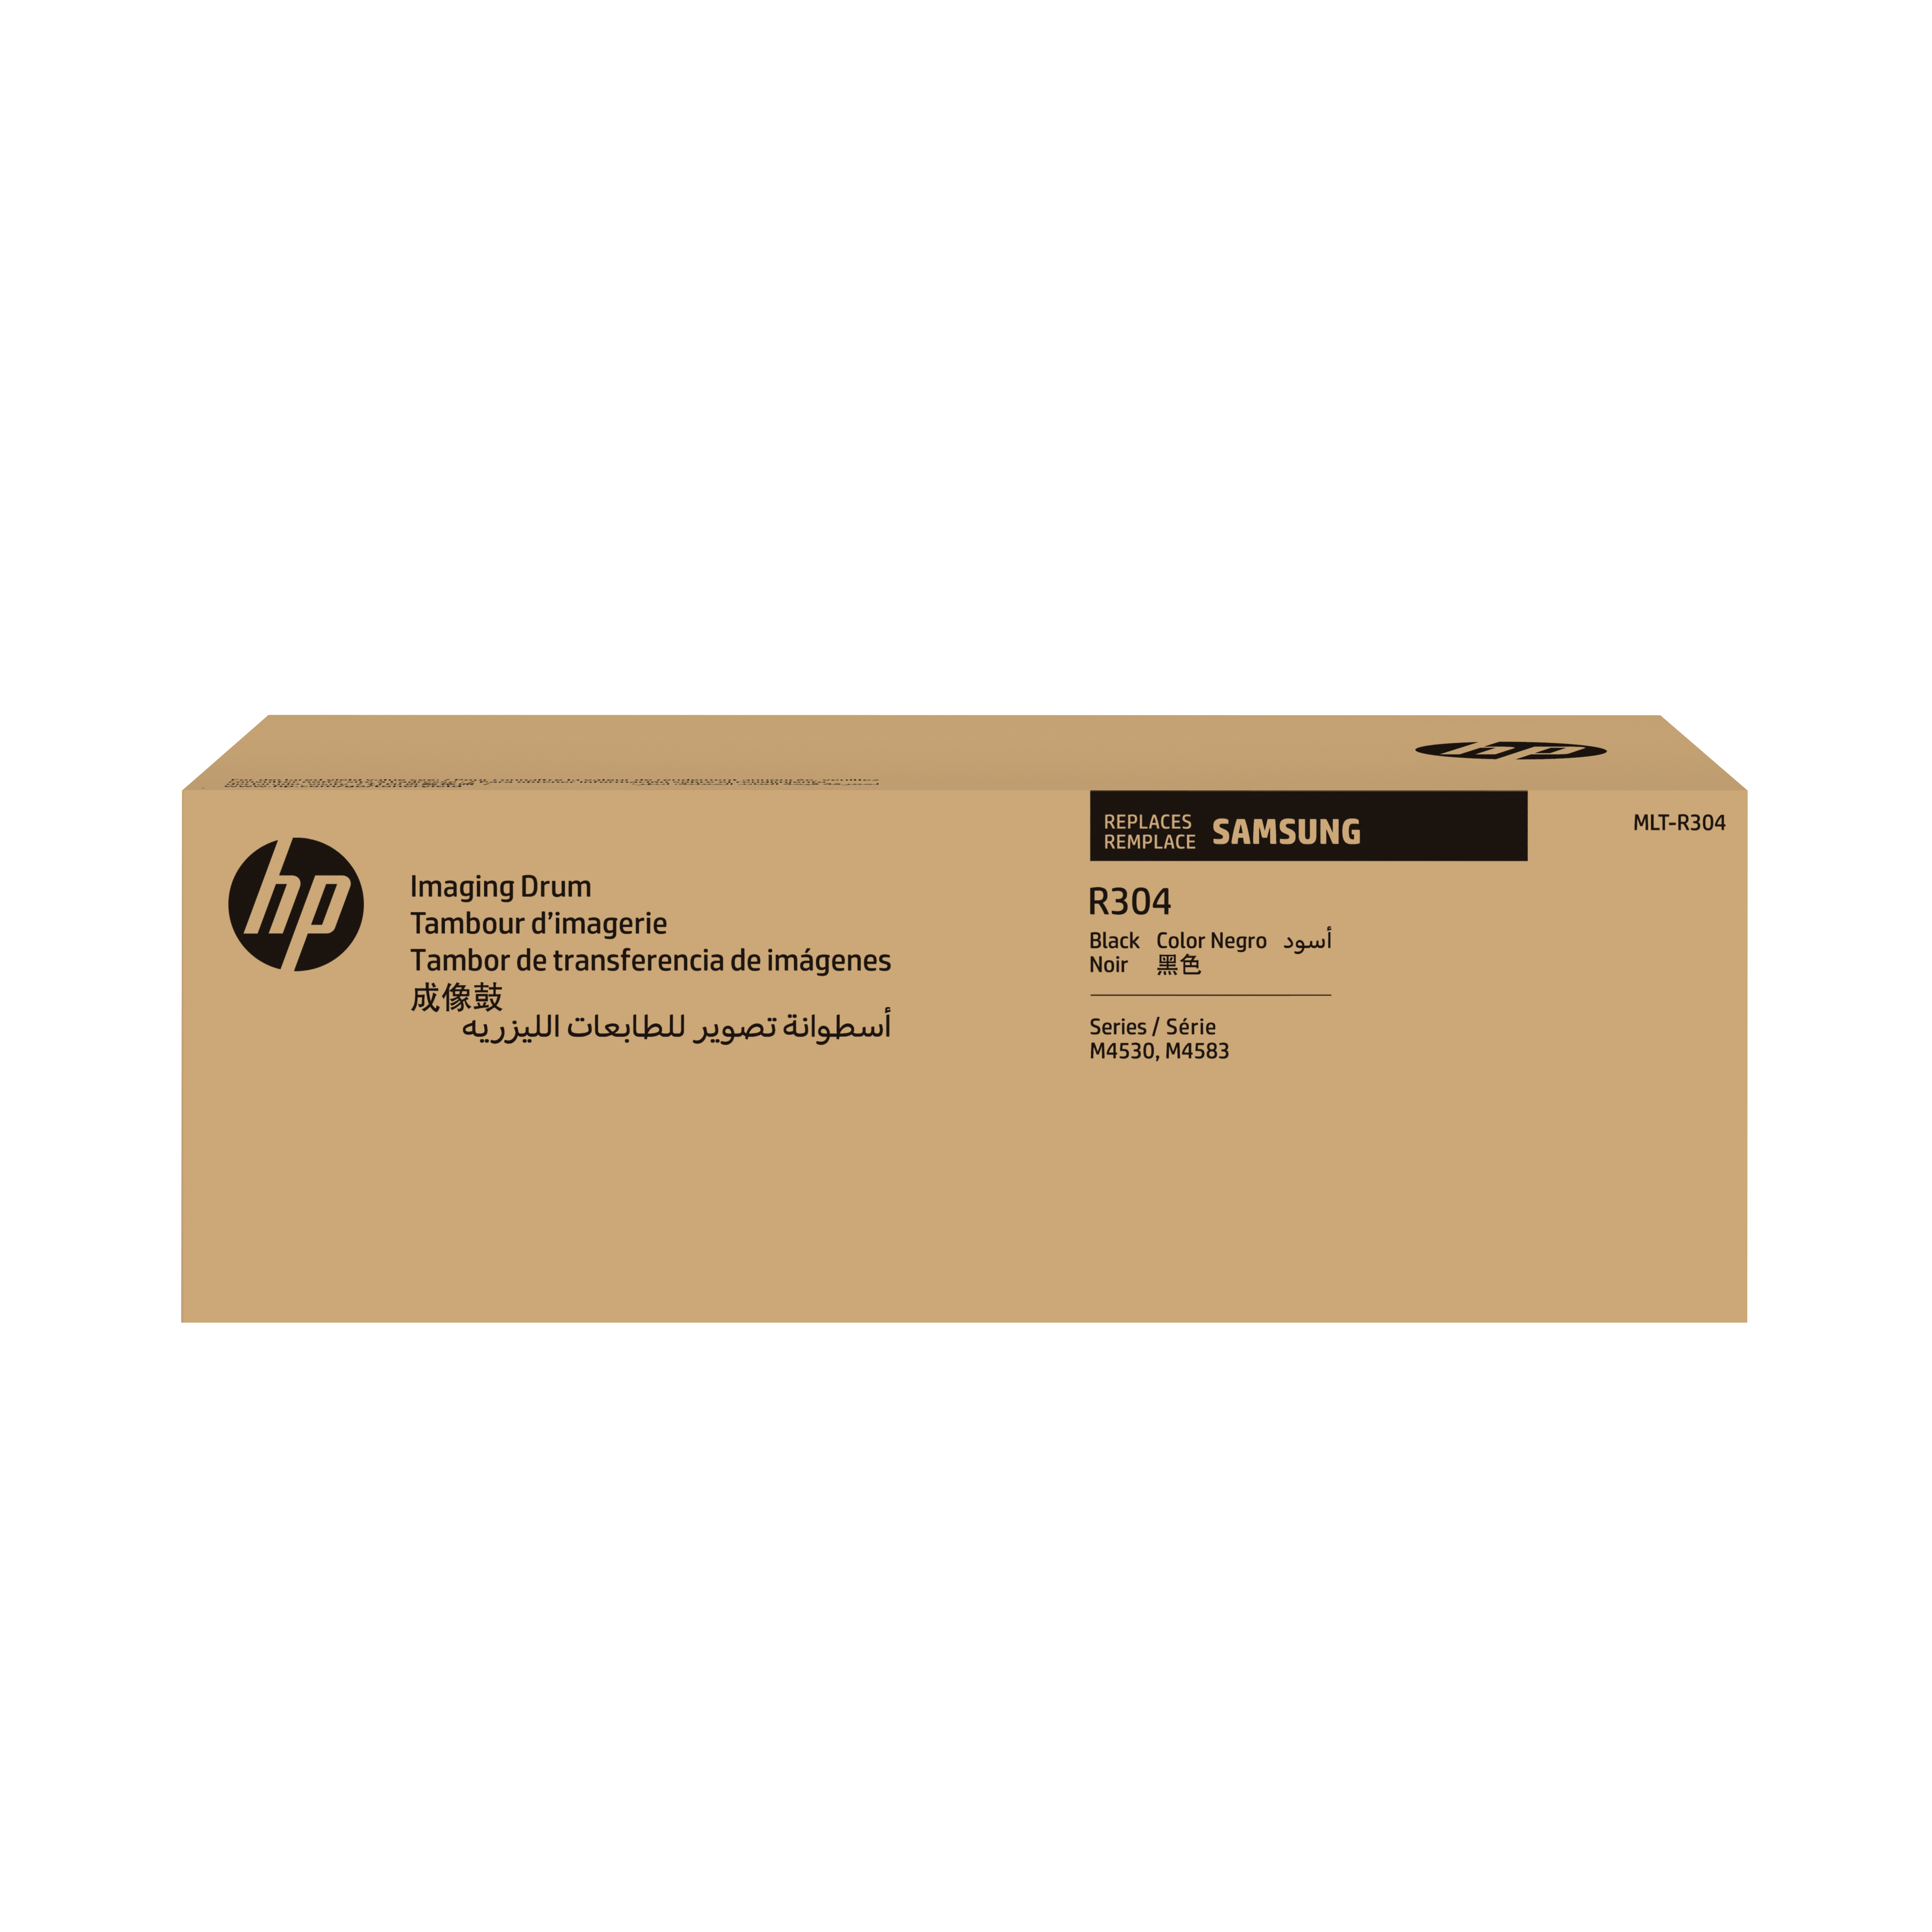 hp
hp
Imaging Drum
Tambour d’imagerie
Tambor de transferencia de imágenes
成像鼓
أسطوانة تصوير للطابعات الليزريه
REPLACES
REMPLACE
SAMSUNG
MLT-R304
R304
Black Color Negro أسود
Noir 黑色
Series / Série
M4530, M4583